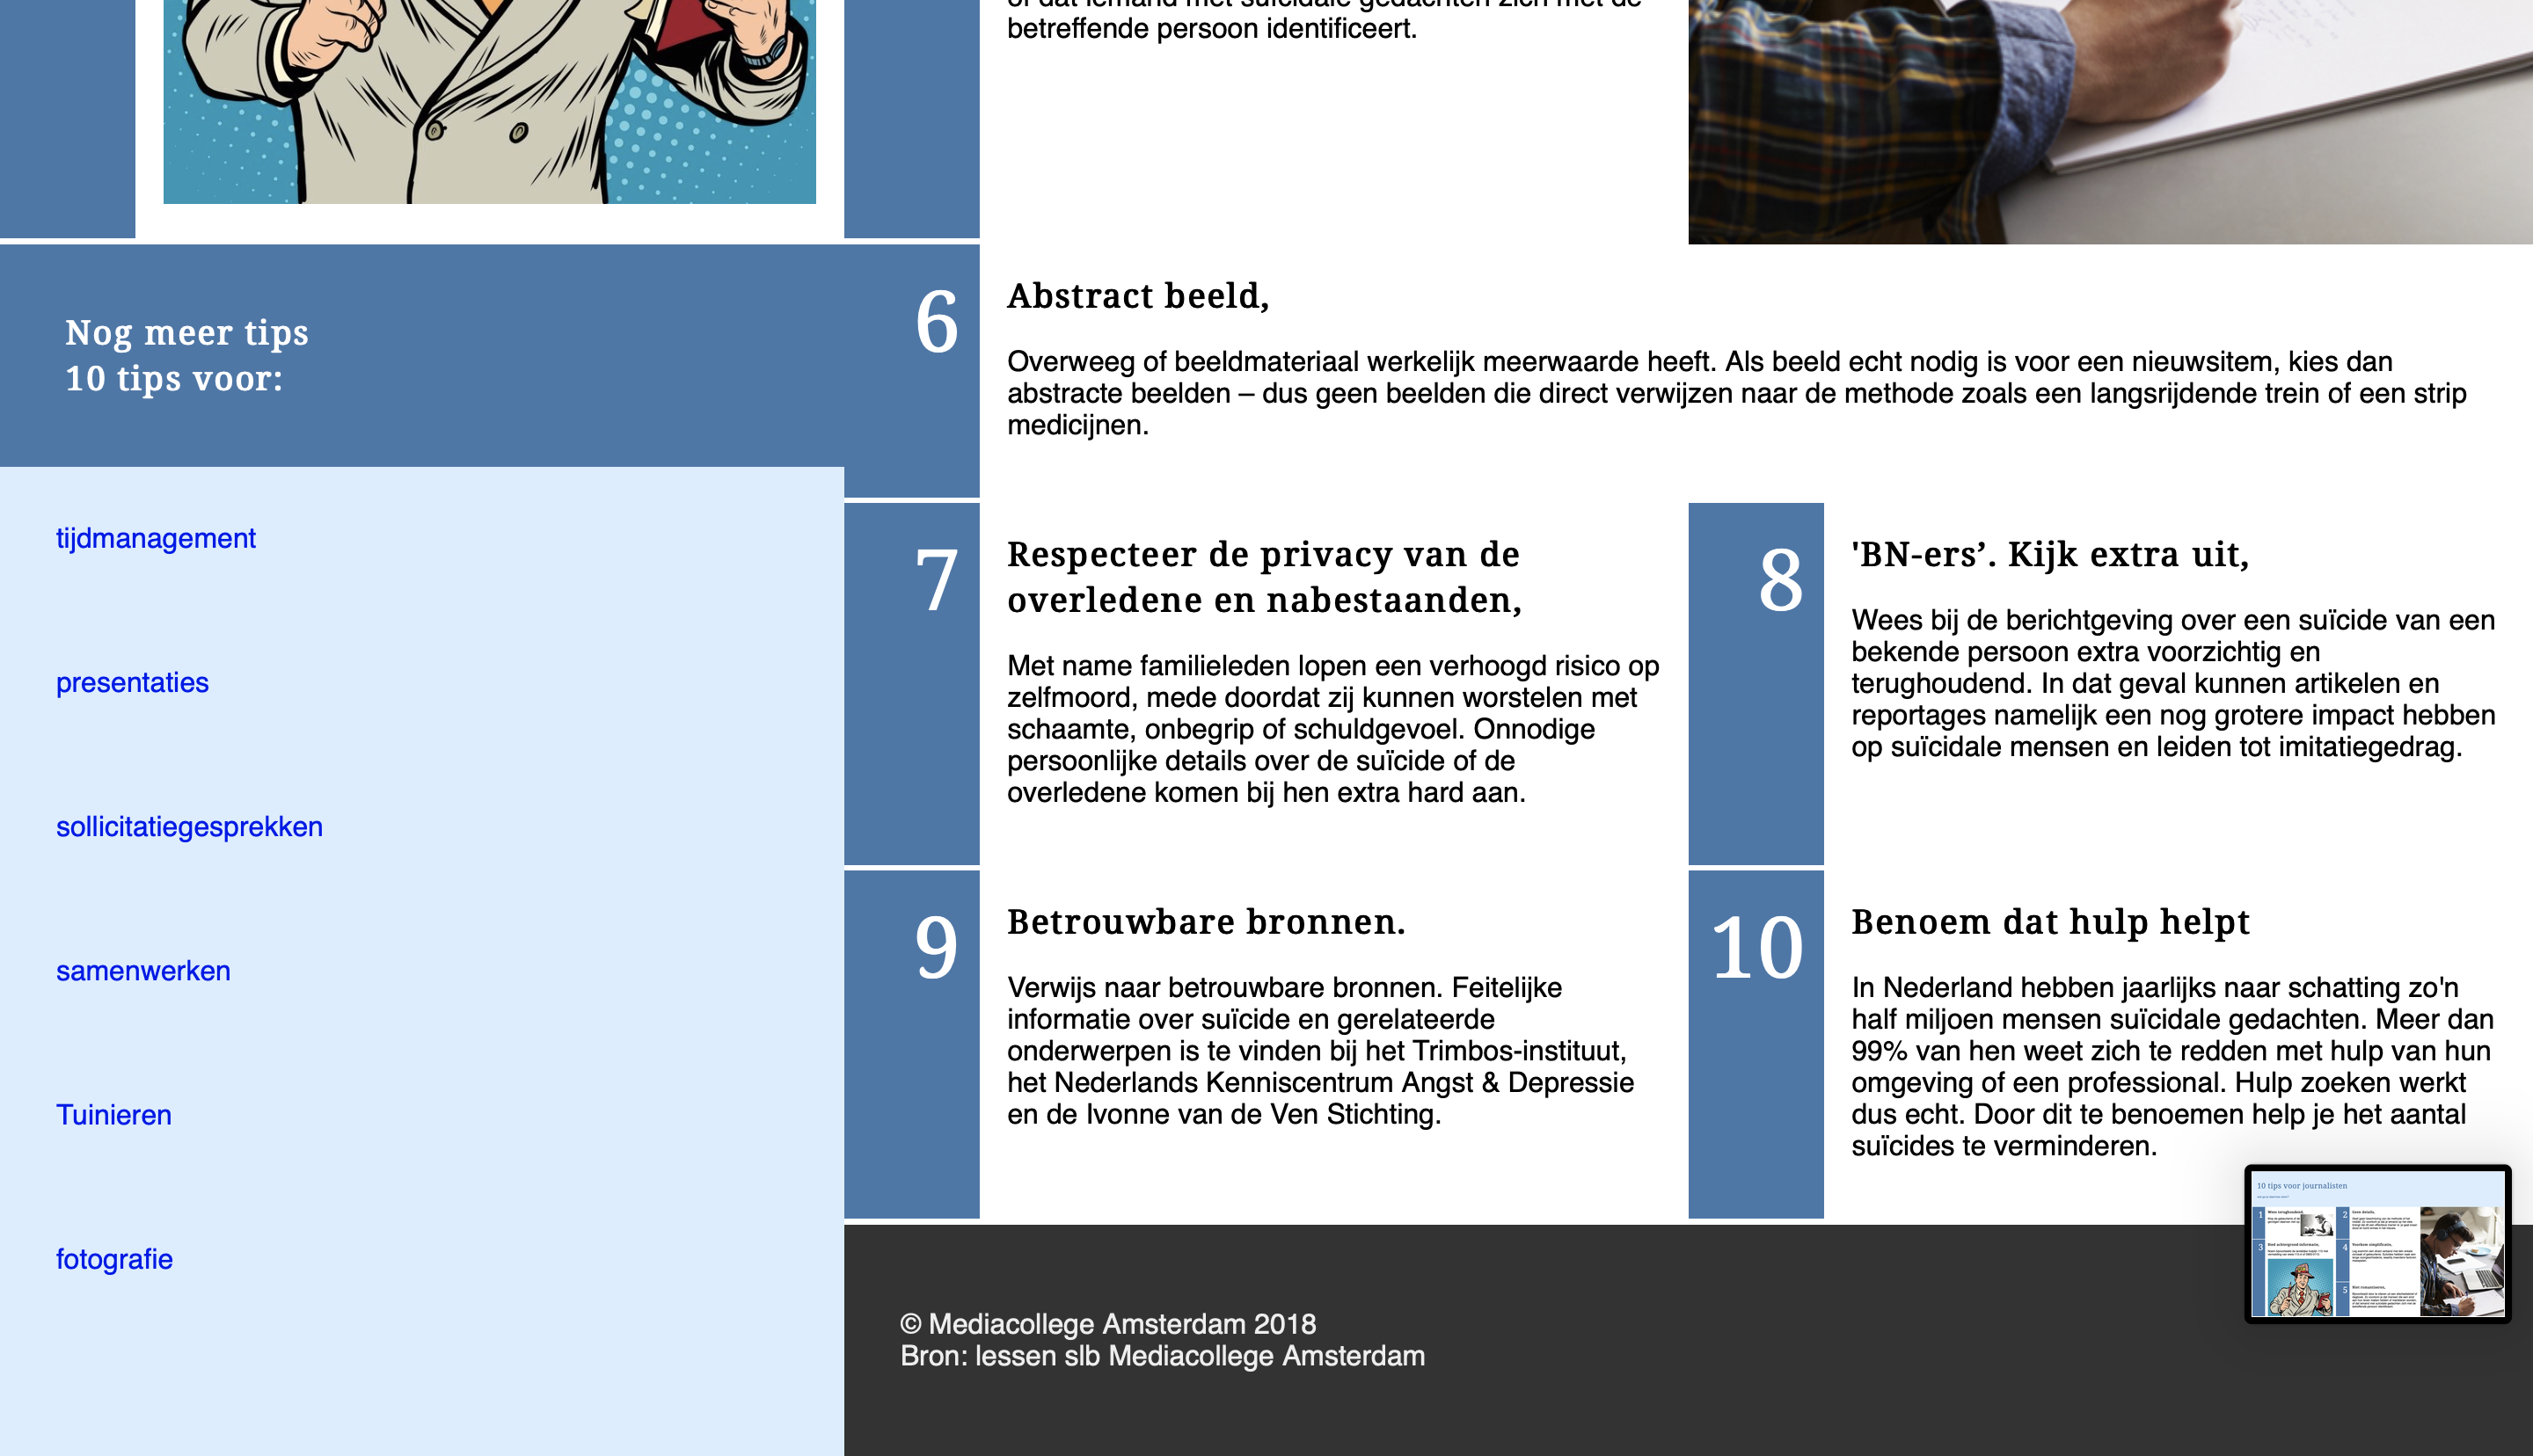 betreffende persoon identificeert.
Nog meer tips
10 tips voor:
tijdmanagement
presentaties
sollicitatiegesprekken
samenwerken
Tuinieren
fotografie
6
Abstract beeld,
Overweeg of beeldmateriaal werkelijk meerwaarde heeft. Als beeld echt nodig is voor een nieuwsitem, kies dan
abstracte beelden – dus geen beelden die direct verwijzen naar de methode zoals een langsrijdende trein of een strip
medicijnen.
7
Respecteer de privacy van de
overledene en nabestaanden,
Met name familieleden lopen een verhoogd risico op
zelfmoord, mede doordat zij kunnen worstelen met
schaamte, onbegrip of schuldgevoel. Onnodige
persoonlijke details over de suïcide of de
overledene komen bij hen extra hard aan.
8
'BN-ers’. Kijk extra uit,
Wees bij de berichtgeving over een suïcide van een
bekende persoon extra voorzichtig en
terughoudend. In dat geval kunnen artikelen en
reportages namelijk een nog grotere impact hebben
op suïcidale mensen en leiden tot imitatiegedrag.
9
Betrouwbare bronnen.
Verwijs naar betrouwbare bronnen. Feitelijke
informatie over suïcide en gerelateerde
onderwerpen is te vinden bij het Trimbos-instituut,
het Nederlands Kenniscentrum Angst & Depressie
en de Ivonne van de Ven Stichting.
10
Benoem dat hulp helpt
In Nederland hebben jaarlijks naar schatting zo'n
half miljoen mensen suïcidale gedachten. Meer dan
99% van hen weet zich te redden met hulp van hun
omgeving of een professional. Hulp zoeken werkt
dus echt. Door dit te benoemen help je het aantal
suïcides te verminderen.
10 tips voor journalisten
1
2
3
4
5
© Mediacollege Amsterdam 2018
Bron: lessen slb Mediacollege Amsterdam